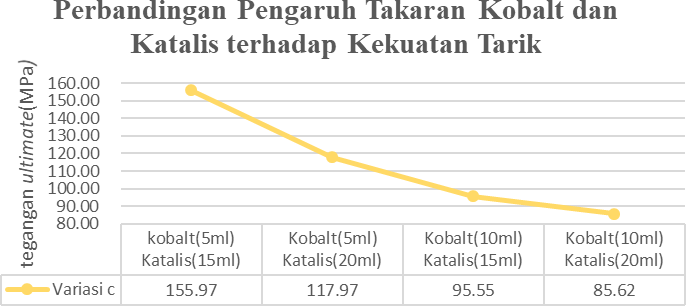 Perbandingan Pengaruh Takaran Kobalt dan
Katalis terhadap Kekuatan Tarik
tegangan ultimate(MPa)
160.00
150.00
140.00
130.00
120.00
110.00
100.00
90.00
80.00
kobalt(5ml) Kobalt(5ml) Kobalt(10ml) Kobalt(10ml)
Katalis(15ml) Katalis(20ml) Katalis(15ml) Katalis(20ml)
Variasi c 155.97 117.97 95.55 85.62